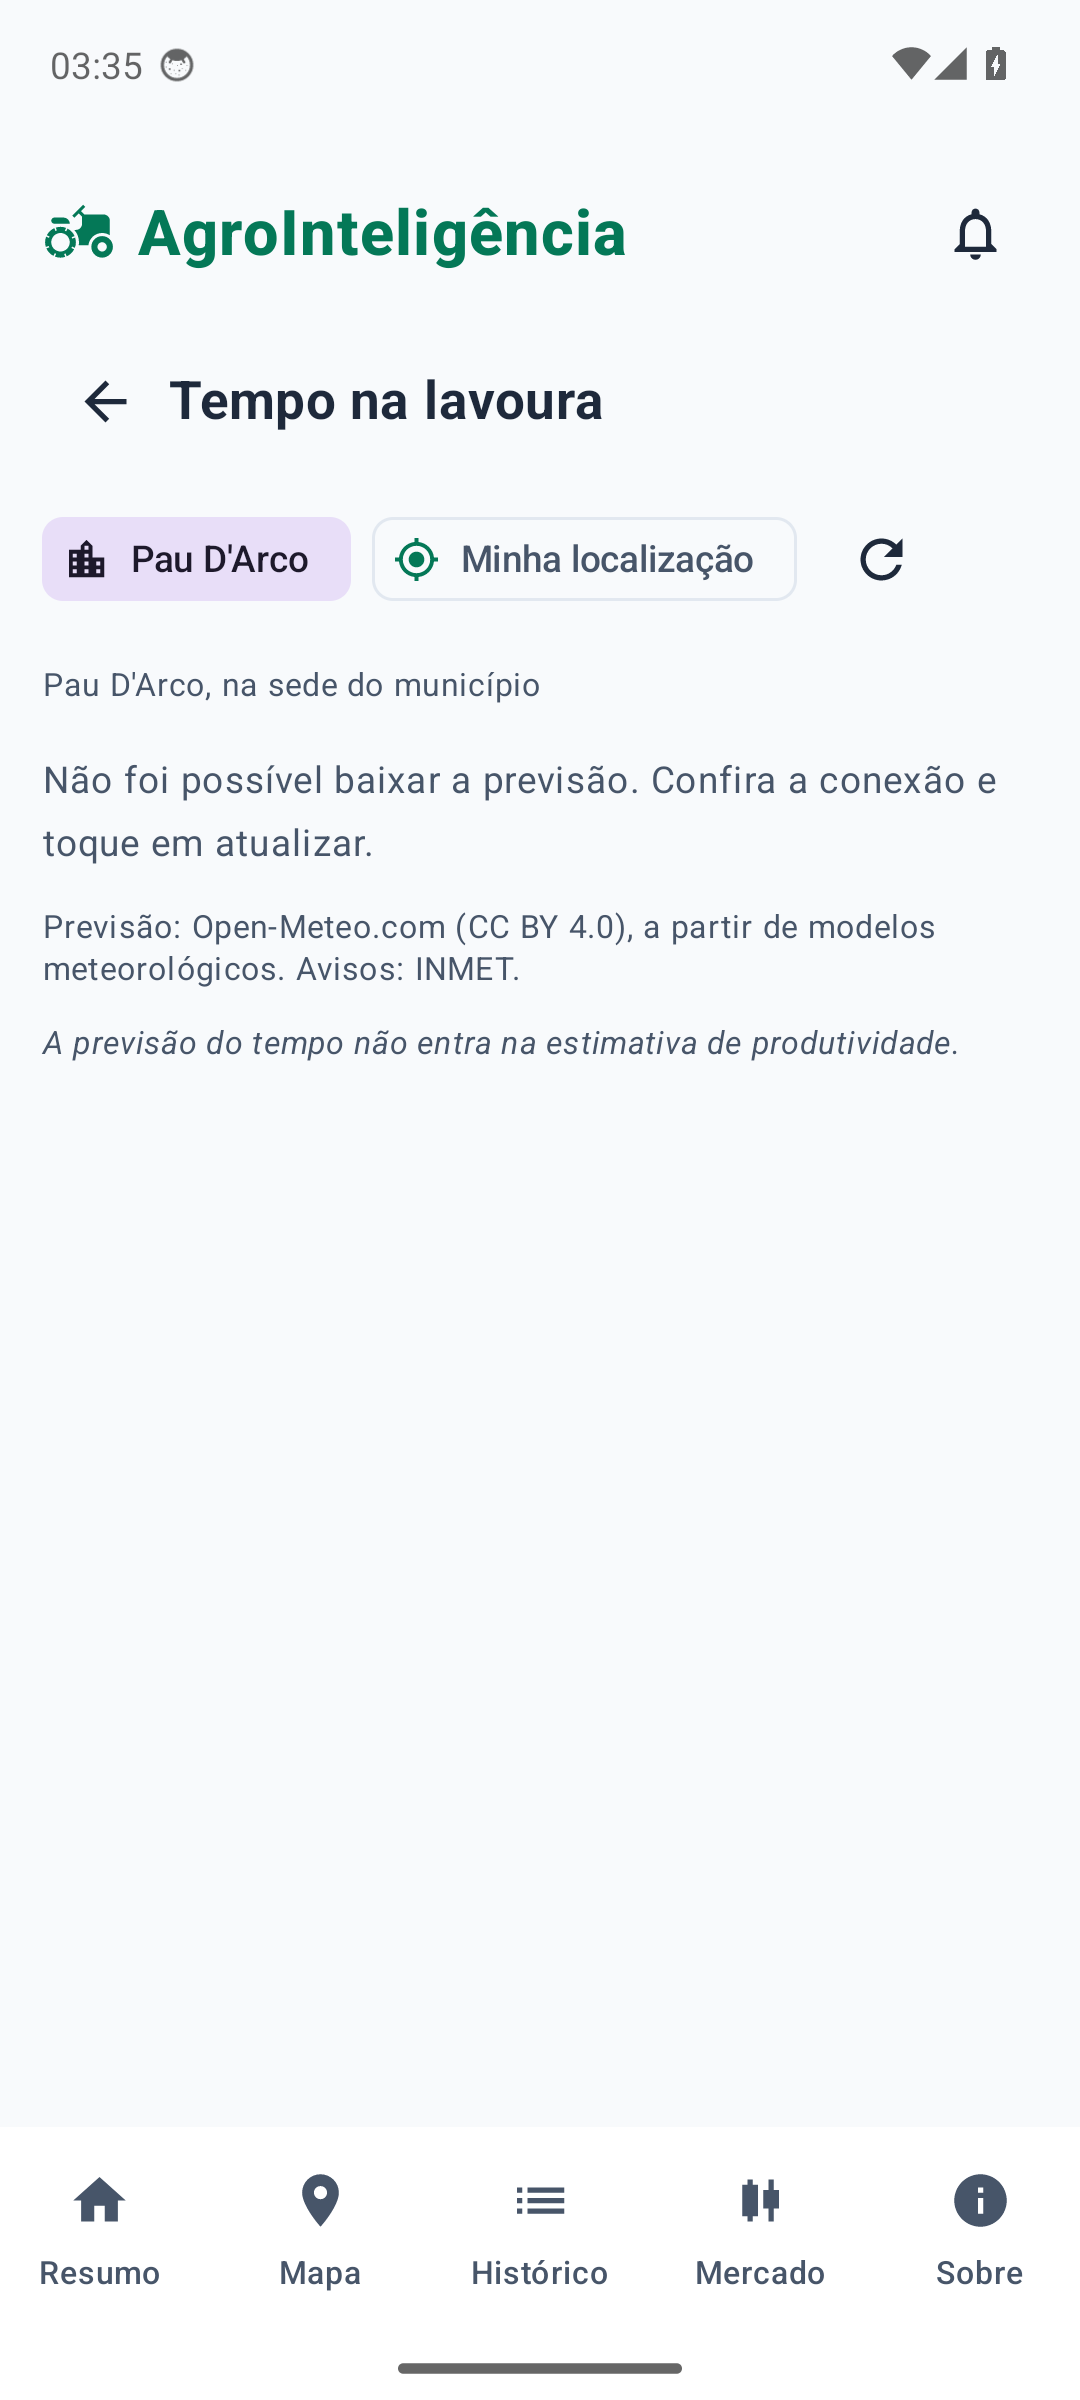 03:35
AgroInteligência
Tempo na lavoura
Pau D'Arco
Minha localização
Pau D'Arco, na sede do município
Não foi possível baixar a previsão. Confira a conexão e
toque em atualizar.
Previsão: Open-Meteo.com (CC BY 4.0), a partir de modelos
meteorológicos. Avisos: INMET.
A previsão do tempo não entra na estimativa de produtividade.
Resumo
Mapa
Histórico
Mercado
Sobre